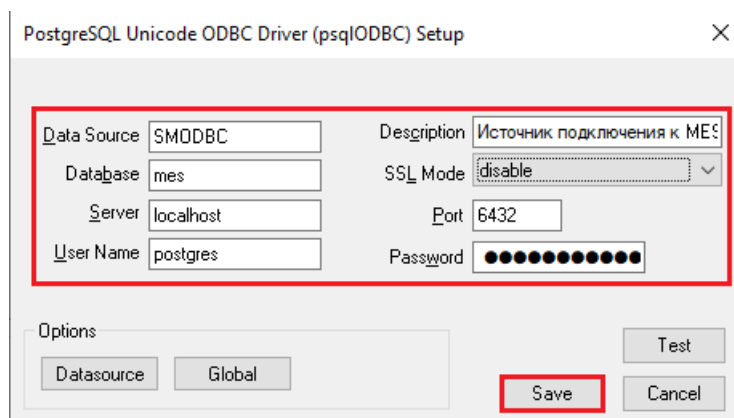 PostgreSQL Unicode ODBC Driver (psqlODBC) Setup
Data Source SMODBC
Description Источник подключения к MES
Database mes
SSL Mode disable
Server localhost
Port 6432
User Name postgres
Password ●●●●●●●●●●●
Options
Datasource Global
Test
Save Cancel